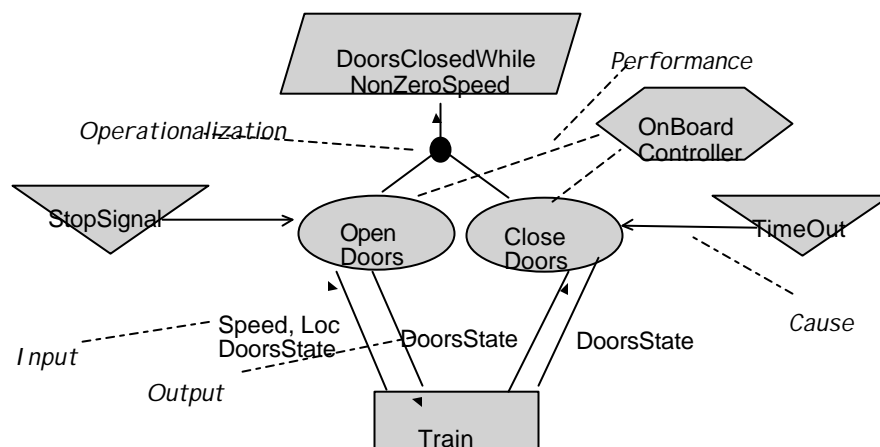 DoorsClosedWhile
NonZeroSpeed
Performance
Operationalization
OnBoard
Controller
StopSignal
Open
Doors
Close
Doors
TimeOut
Speed, Loc
DoorsState
DoorsState
DoorsState
Input
Cause
Output
Train